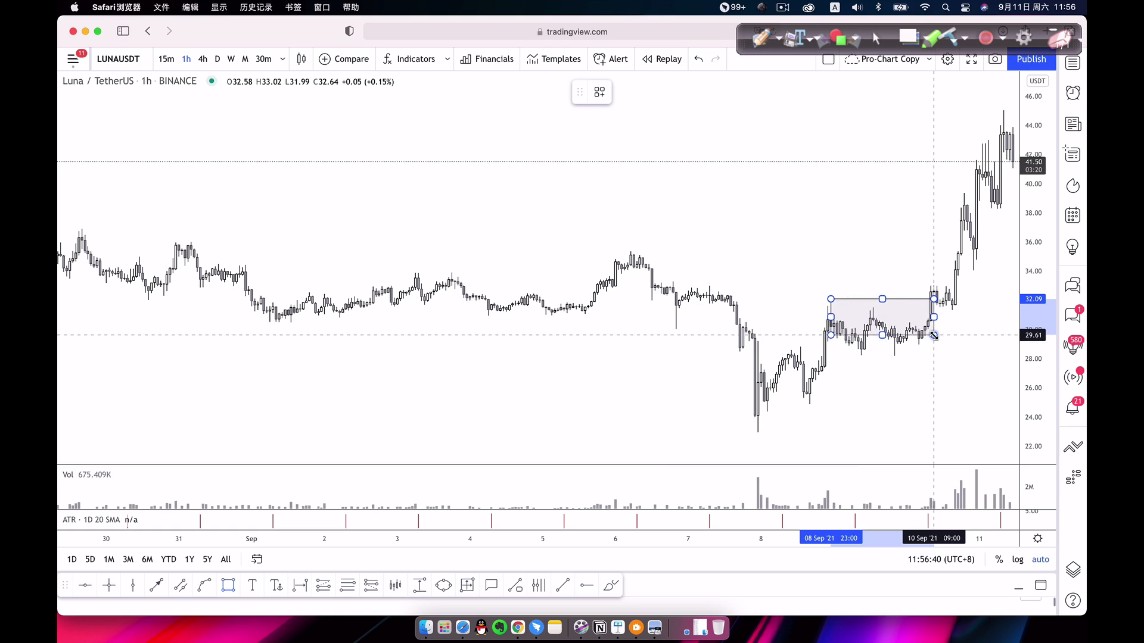 Safari浏览器 文件 编辑 显示 历史记录 书签 窗口 帮助 99+ A 9月11日 周六 11:56
tradingview.com
11 LUNAUSDT 15m 1h 4h D W M 30m Compare Indicators Financials Templates Alert Replay Pro-Chart Copy Publish
Luna / TetherUS · 1h · BINANCE O32.58 H33.02 L31.99 C32.64 +0.05 (+0.15%)
USDT
46.00
44.00
42.00
41.50
03:20
40.00
38.00
36.00
34.00
32.09
29.61
28.00
26.00
24.00
22.00
1
580
21
Vol 675.409K
2M
ATR · 1D 20 SMA n/a
5.00
30 31 Sep 2 3 4 5 6 7 8 08 Sep '21 23:00 10 Sep '21 09:00 11
1D 5D 1M 3M 6M YTD 1Y 5Y All 11:56:40 (UTC+8) % log auto